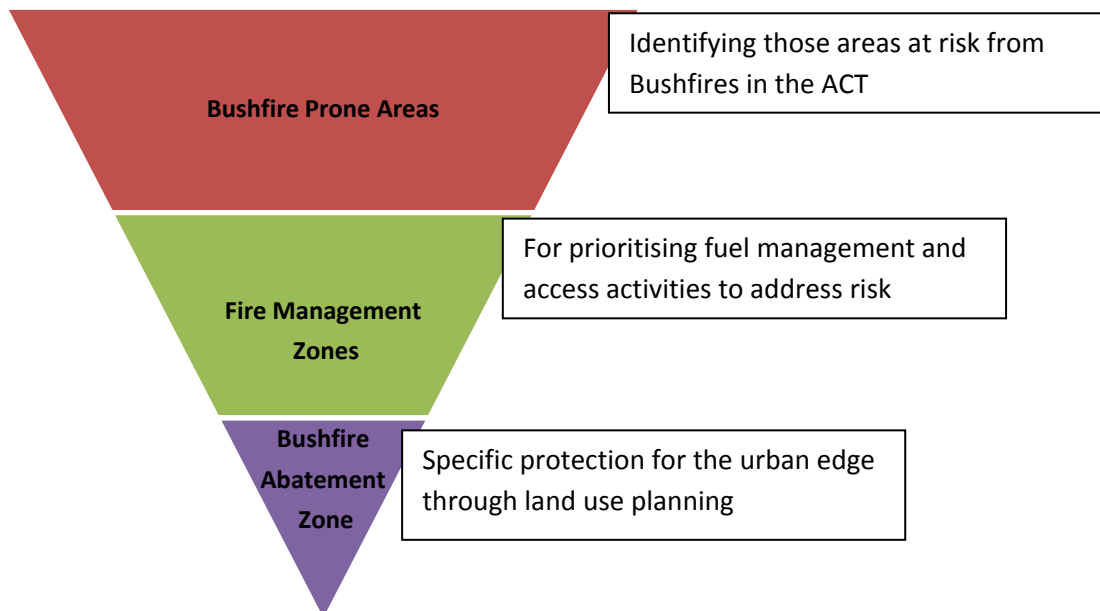 Bushfire Prone Areas
Identifying those areas at risk from
Bushfires in the ACT
Fire Management
Zones
For prioritising fuel management and
access activities to address risk
Bushfire
Abatement
Zone
Specific protection for the urban edge
through land use planning